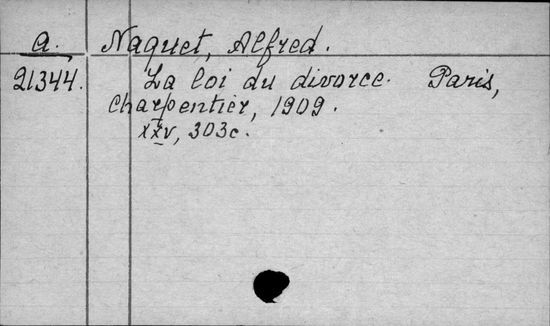 a. Naquet, Alfred.
21344. La loi du divorce. Paris,
Charpentier, 1909.
XXV, 303c.